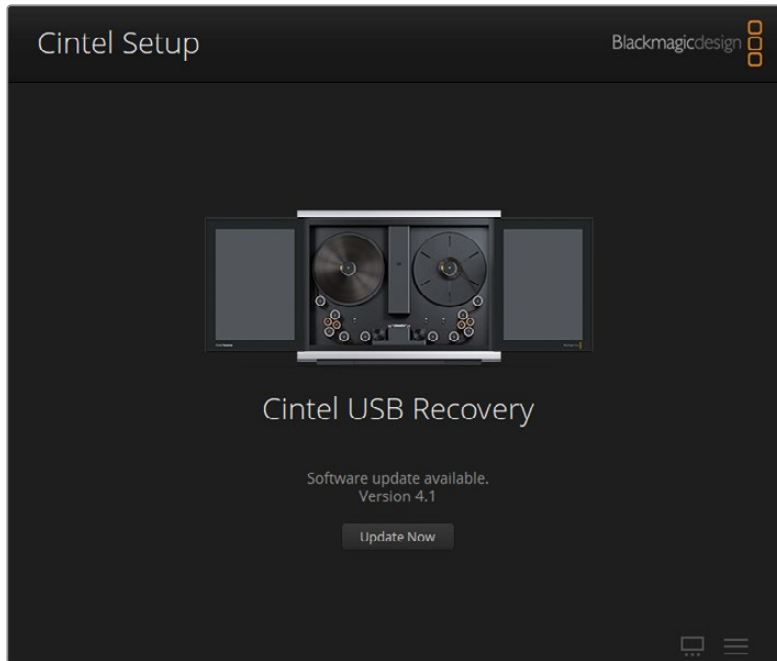 Cintel Setup
Blackmagicdesign
Cintel USB Recovery
Software update available.
Version 4.1
Update Now